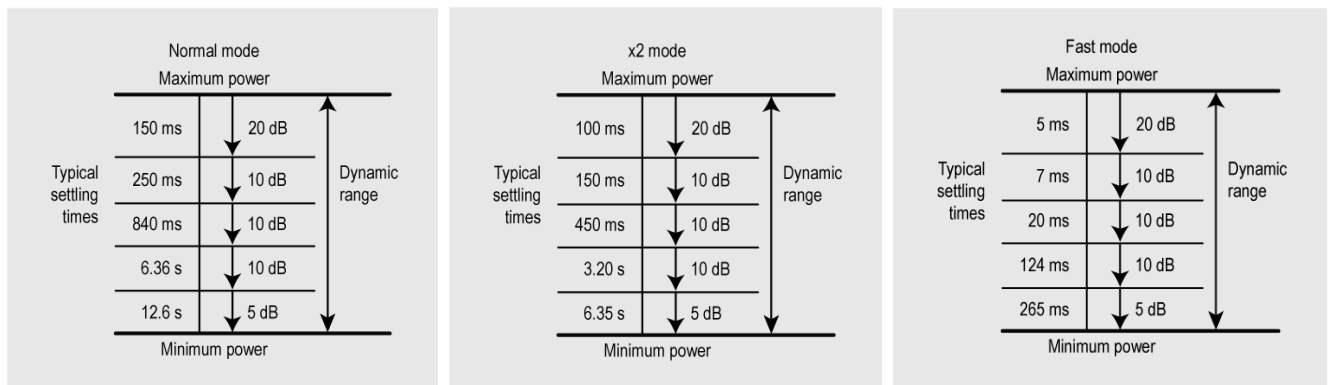 Normal mode
Maximum power
150 ms 20 dB
250 ms 10 dB
840 ms 10 dB
6.36 s 10 dB
12.6 s 5 dB
Typical
settling
times
Dynamic
range
Minimum power
x2 mode
Maximum power
100 ms 20 dB
150 ms 10 dB
450 ms 10 dB
3.20 s 10 dB
6.35 s 5 dB
Typical
settling
times
Dynamic
range
Minimum power
Fast mode
Maximum power
5 ms 20 dB
7 ms 10 dB
20 ms 10 dB
124 ms 10 dB
265 ms 5 dB
Typical
settling
times
Dynamic
range
Minimum power